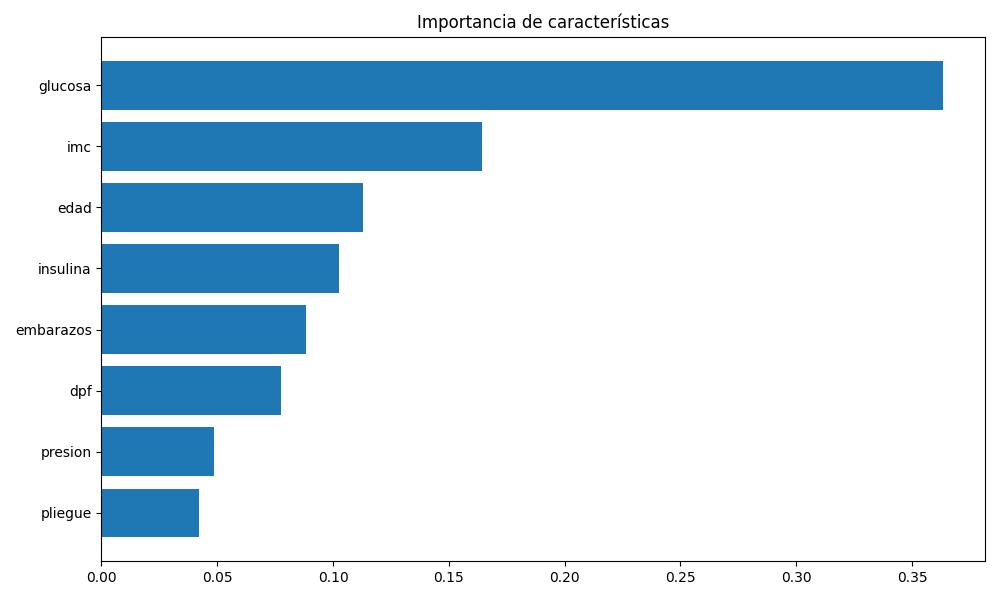 Importancia de características
glucosa
imc
edad
insulina
embarazos
dpf
presion
pliegue
0.00 0.05 0.10 0.15 0.20 0.25 0.30 0.35